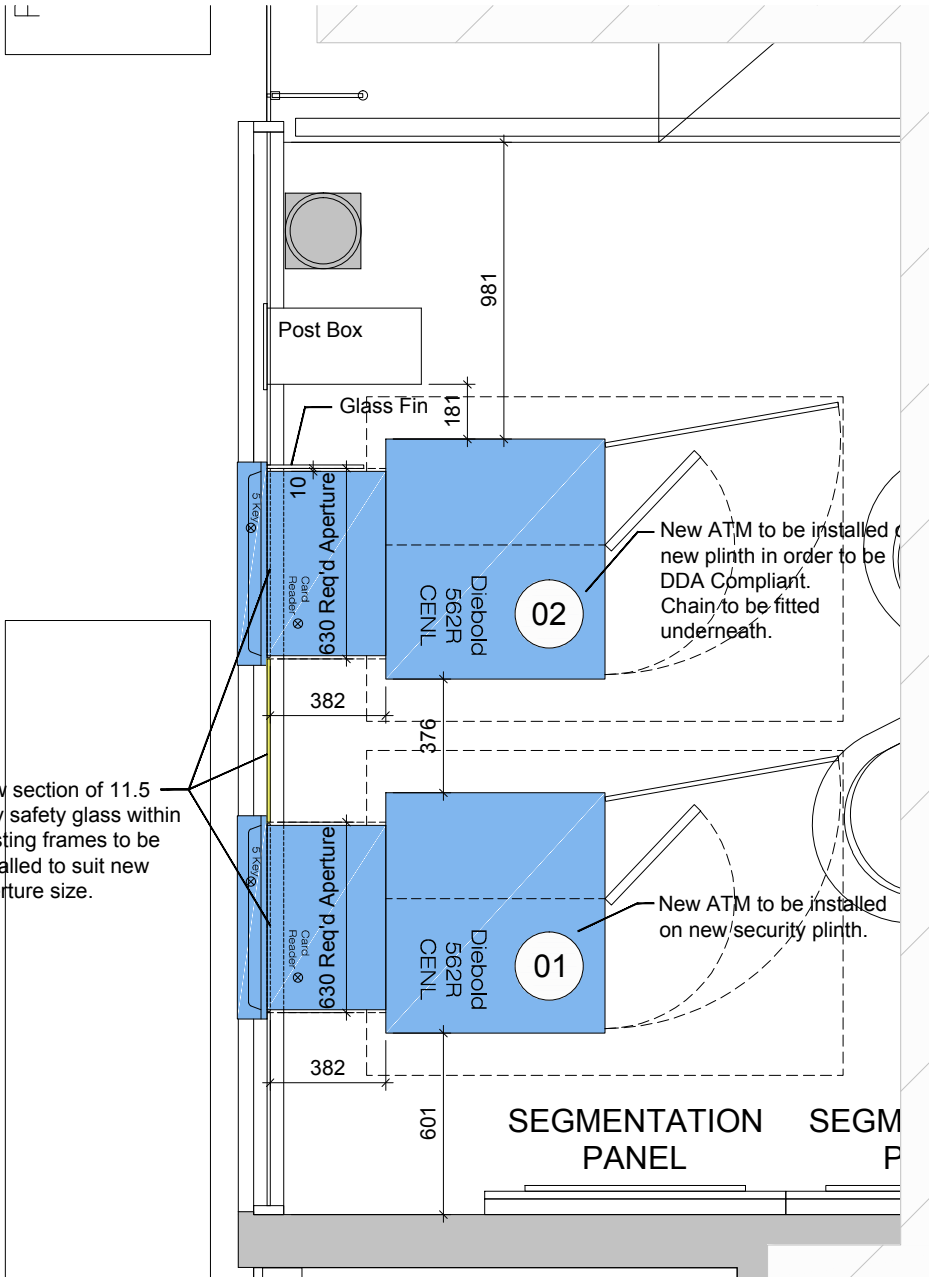 981
Post Box
Glass Fin
181
10
5 Key
Card
Reader
630 Req'd Aperture
Diebold
562R
CENL
02
New ATM to be installed
new plinth in order to be
DDA Compliant.
Chain to be fitted
underneath.
382
376
section of 11.5
safety glass within
frames to be
to suit new
size.
5 Key
Card
Reader
630 Req'd Aperture
Diebold
562R
CENL
01
New ATM to be installed
on new security plinth.
382
601
SEGMENTATION
PANEL
SEGM
P